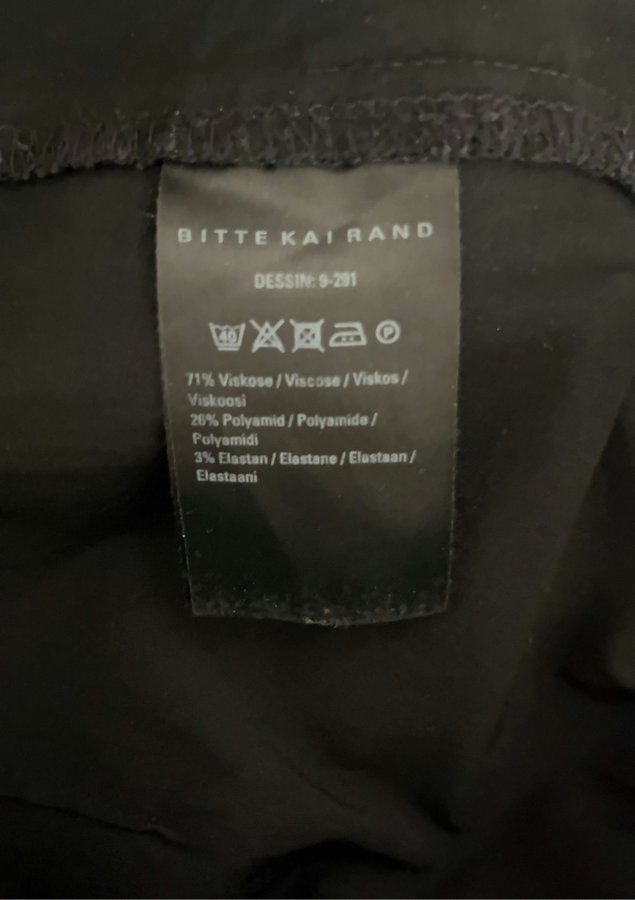 BITTE KAI RAND
DESSIN: 9-291
40 P
71% Viskose / Viscose / Viskos /
Viskoosi
26% Polyamid / Polyamide /
Polyamidi
3% Elastan / Elastane / Elastaan /
Elastaani